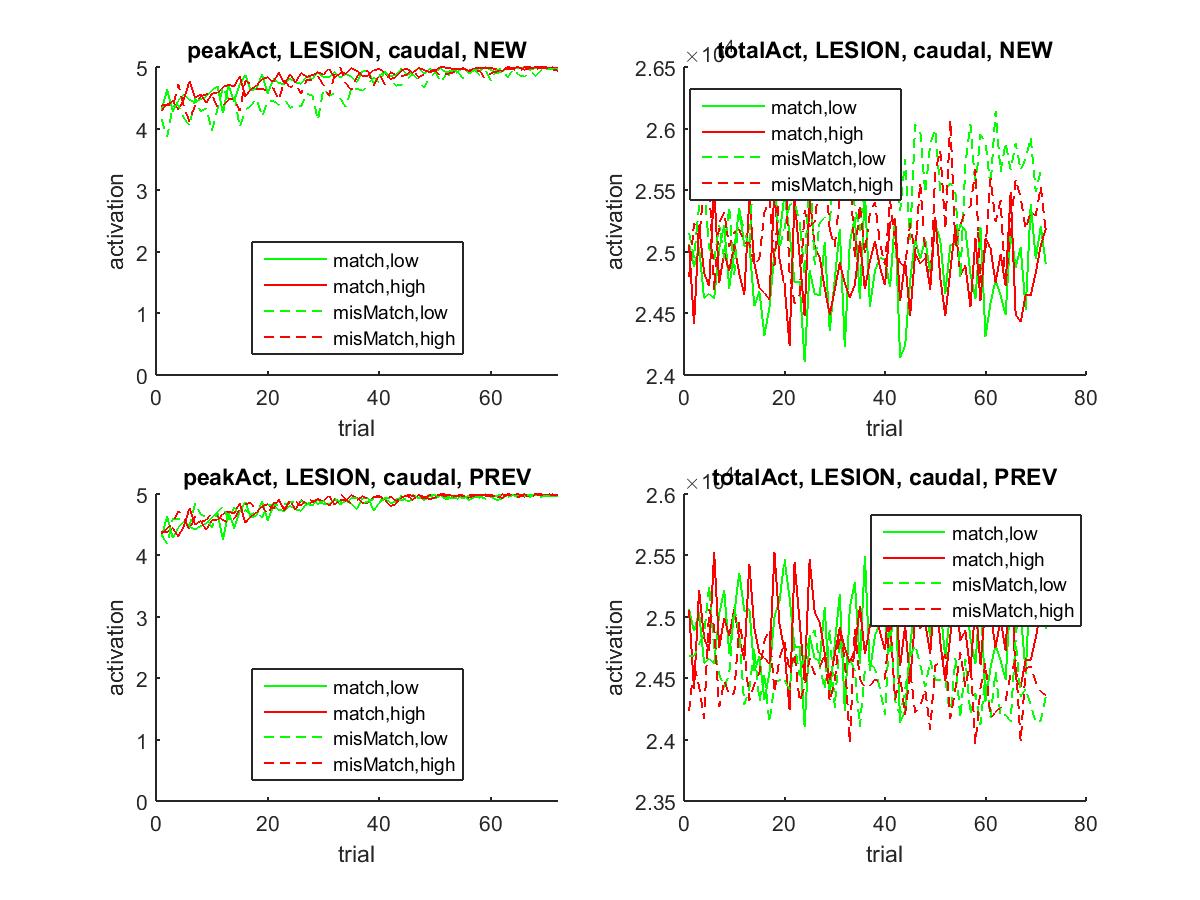 peakAct, LESION, caudal, NEW
5
4
3
2
1
0
activation
match,low
match,high
misMatch,low
misMatch,high
0 20 40 60
trial
×10^4
totalAct, LESION, caudal, NEW
2.65
2.6
2.55
2.5
2.45
2.4
activation
match,low
match,high
misMatch,low
misMatch,high
0 20 40 60 80
trial
peakAct, LESION, caudal, PREV
5
4
3
2
1
0
activation
match,low
match,high
misMatch,low
misMatch,high
0 20 40 60
trial
×10^4
totalAct, LESION, caudal, PREV
2.6
2.55
2.5
2.45
2.4
2.35
activation
match,low
match,high
misMatch,low
misMatch,high
0 20 40 60 80
trial